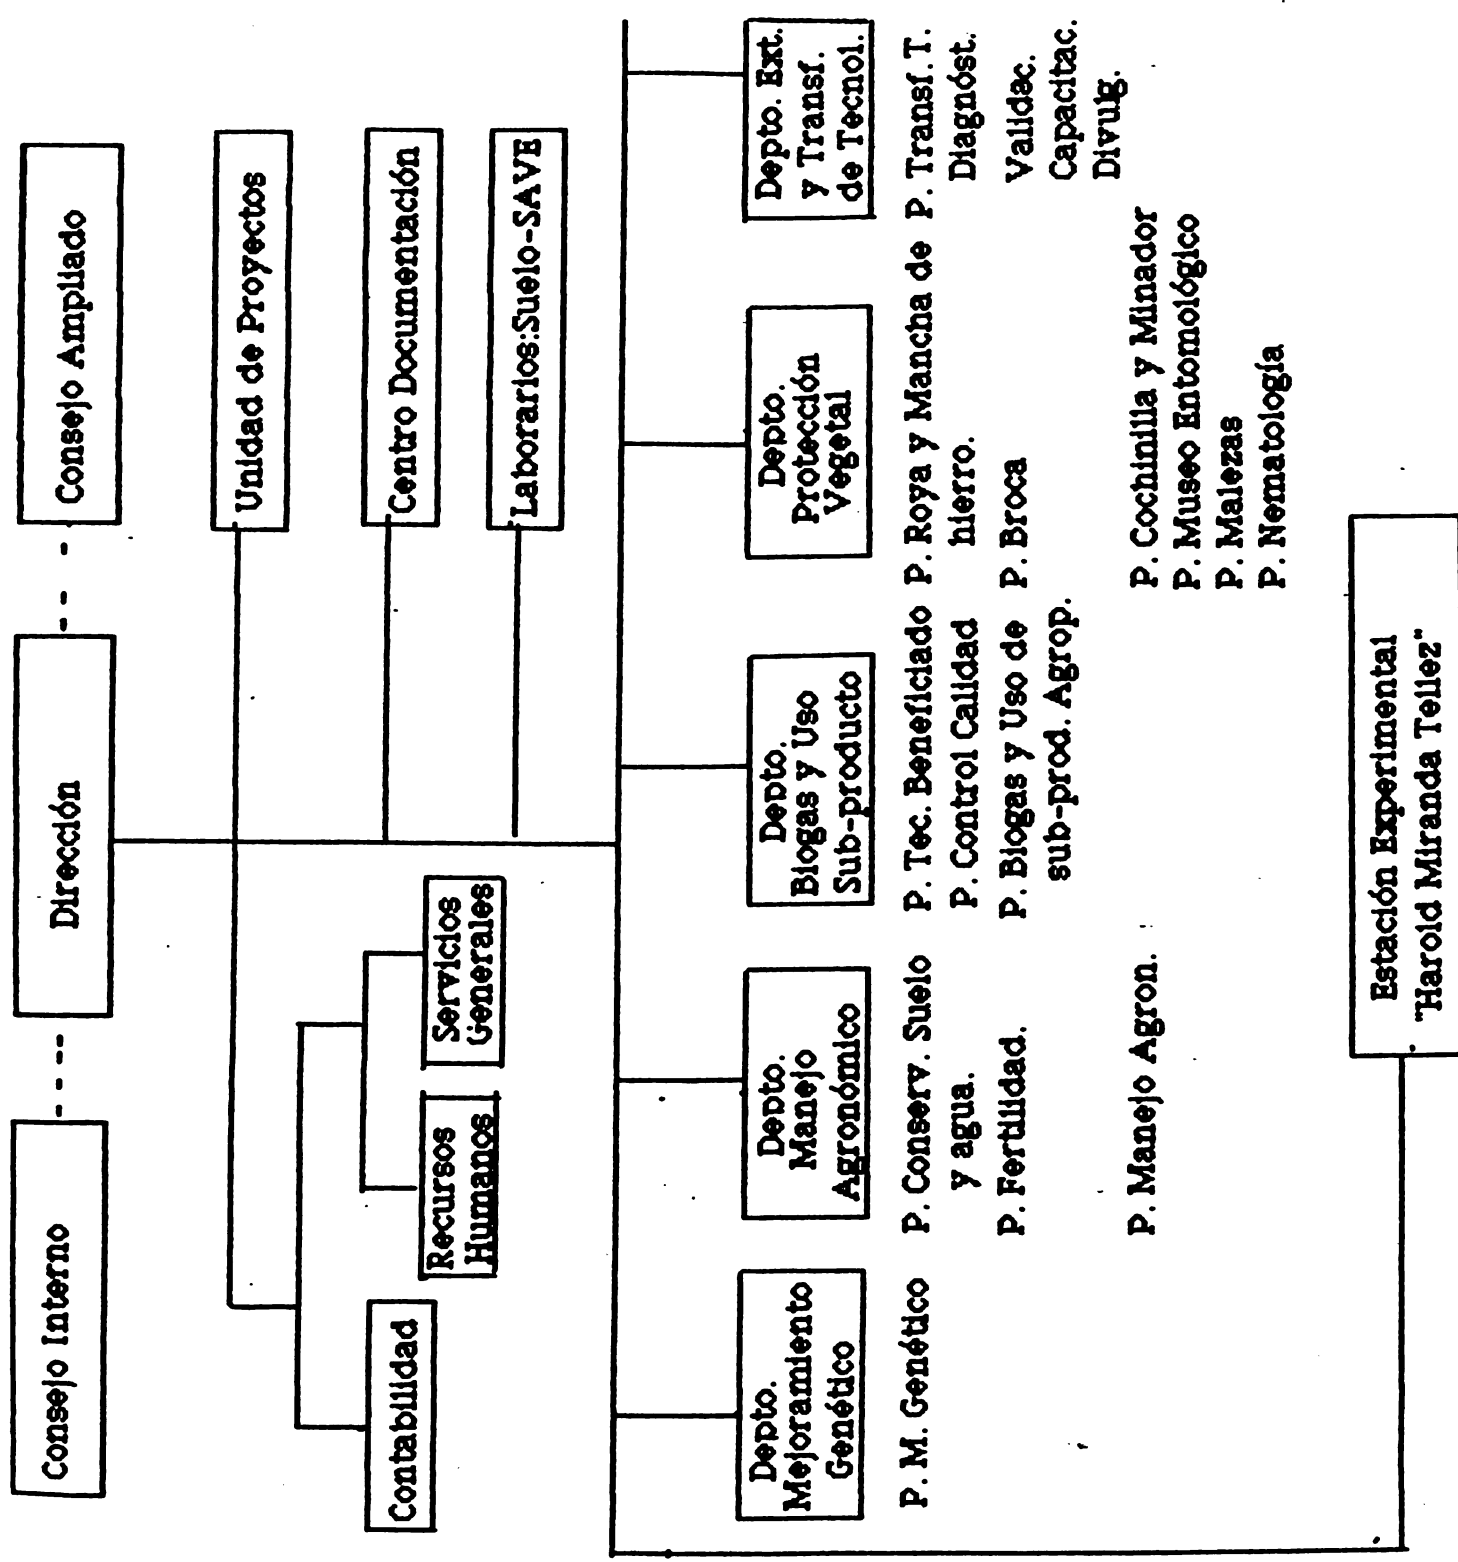 Consejo Interno
Dirección
Consejo Ampliado
Unidad de Proyectos
Centro Documentación
Laborarios:Suelo-SAVE
Contabilidad
Recursos
Humanos
Servicios
Generales
Depto.
Mejoramiento
Genético
P. M. Genético
Depto.
Manejo
Agronómico
P. Conserv. Suelo
y agua.
P. Fertilidad.
P. Manejo Agron.
Depto.
Biogas y Uso
Sub-producto
P. Tec. Beneficiado
P. Control Calidad
P. Biogas y Uso de
sub-prod. Agrop.
Depto.
Protección
Vegetal
P. Roya y Mancha de
hierro.
P. Broca
P. Cochinilla y Minador
P. Museo Entomológico
P. Malezas
P. Nematología
Depto. Ext.
y Transf.
de Tecnol.
P. Transf. T.
Diagnóst.
Validac.
Capacitac.
Divulg.
Estación Experimental
"Harold Miranda Tellez"